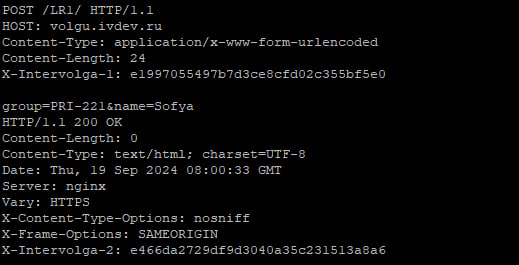 POST /LR1/ HTTP/1.1
HOST: volgu.ivdev.ru
Content-Type: application/x-www-form-urlencoded
Content-Length: 24
X-Intervolga-1: e1997055497b7d3ce8cfd02c355bf5e0

group=PRI-221&name=Sofya
HTTP/1.1 200 OK
Content-Length: 0
Content-Type: text/html; charset=UTF-8
Date: Thu, 19 Sep 2024 08:00:33 GMT
Server: nginx
Vary: HTTPS
X-Content-Type-Options: nosniff
X-Frame-Options: SAMEORIGIN
X-Intervolga-2: e466da2729df9d3040a35c231513a8a6